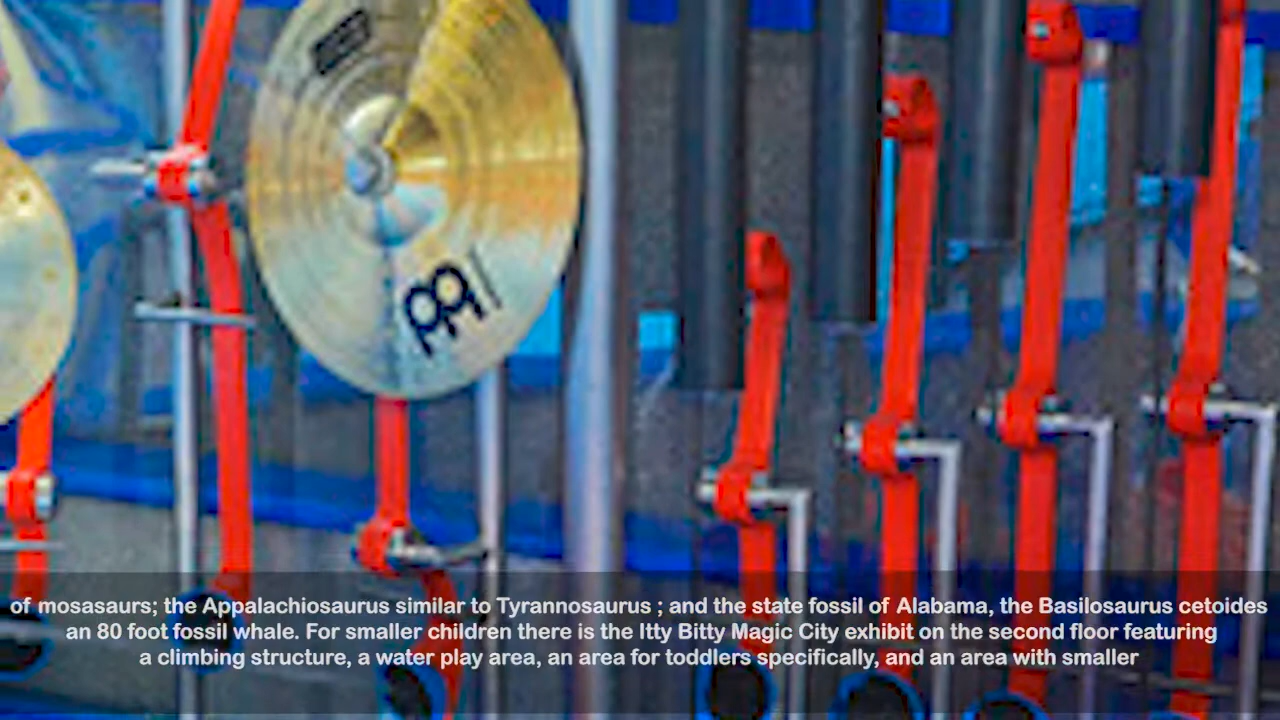 of mosasaurs; the Appalachiosaurus similar to Tyrannosaurus ; and the state fossil of Alabama, the Basilosaurus cetoides
an 80 foot fossil whale. For smaller children there is the Itty Bitty Magic City exhibit on the second floor featuring
a climbing structure, a water play area, an area for toddlers specifically, and an area with smaller